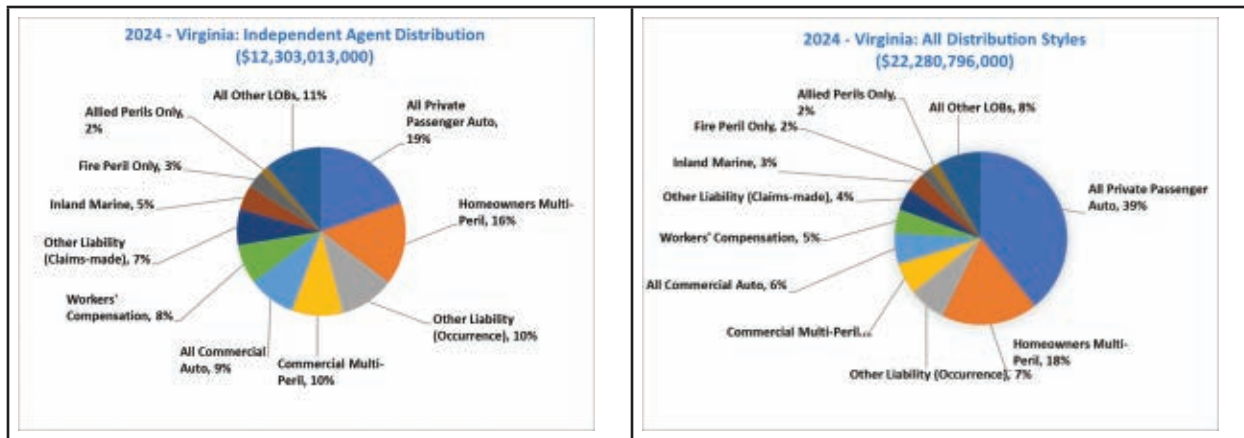 2024 - Virginia: Independent Agent Distribution
($12,303,013,000)
All Other LOBs, 11%
All Private
Passenger Auto,
19%
Allied Perils Only,
2%
Fire Peril Only, 3%
Inland Marine, 5%
Homeowners Multi-
Peril, 16%
Other Liability
(Claims-made), 7%
Workers'
Compensation, 8%
Other Liability
(Occurrence), 10%
All Commercial
Auto, 9%
Commercial Multi-
Peril, 10%
2024 - Virginia: All Distribution Styles
($22,280,796,000)
Allied Perils Only,
2%
All Other LOBs, 8%
Fire Peril Only, 2%
Inland Marine, 3%
All Private Passenger
Auto, 39%
Other Liability (Claims-made), 4%
Workers' Compensation, 5%
All Commercial Auto, 6%
Commercial Multi-Peril...
Homeowners Multi-
Peril, 18%
Other Liability (Occurrence), 7%